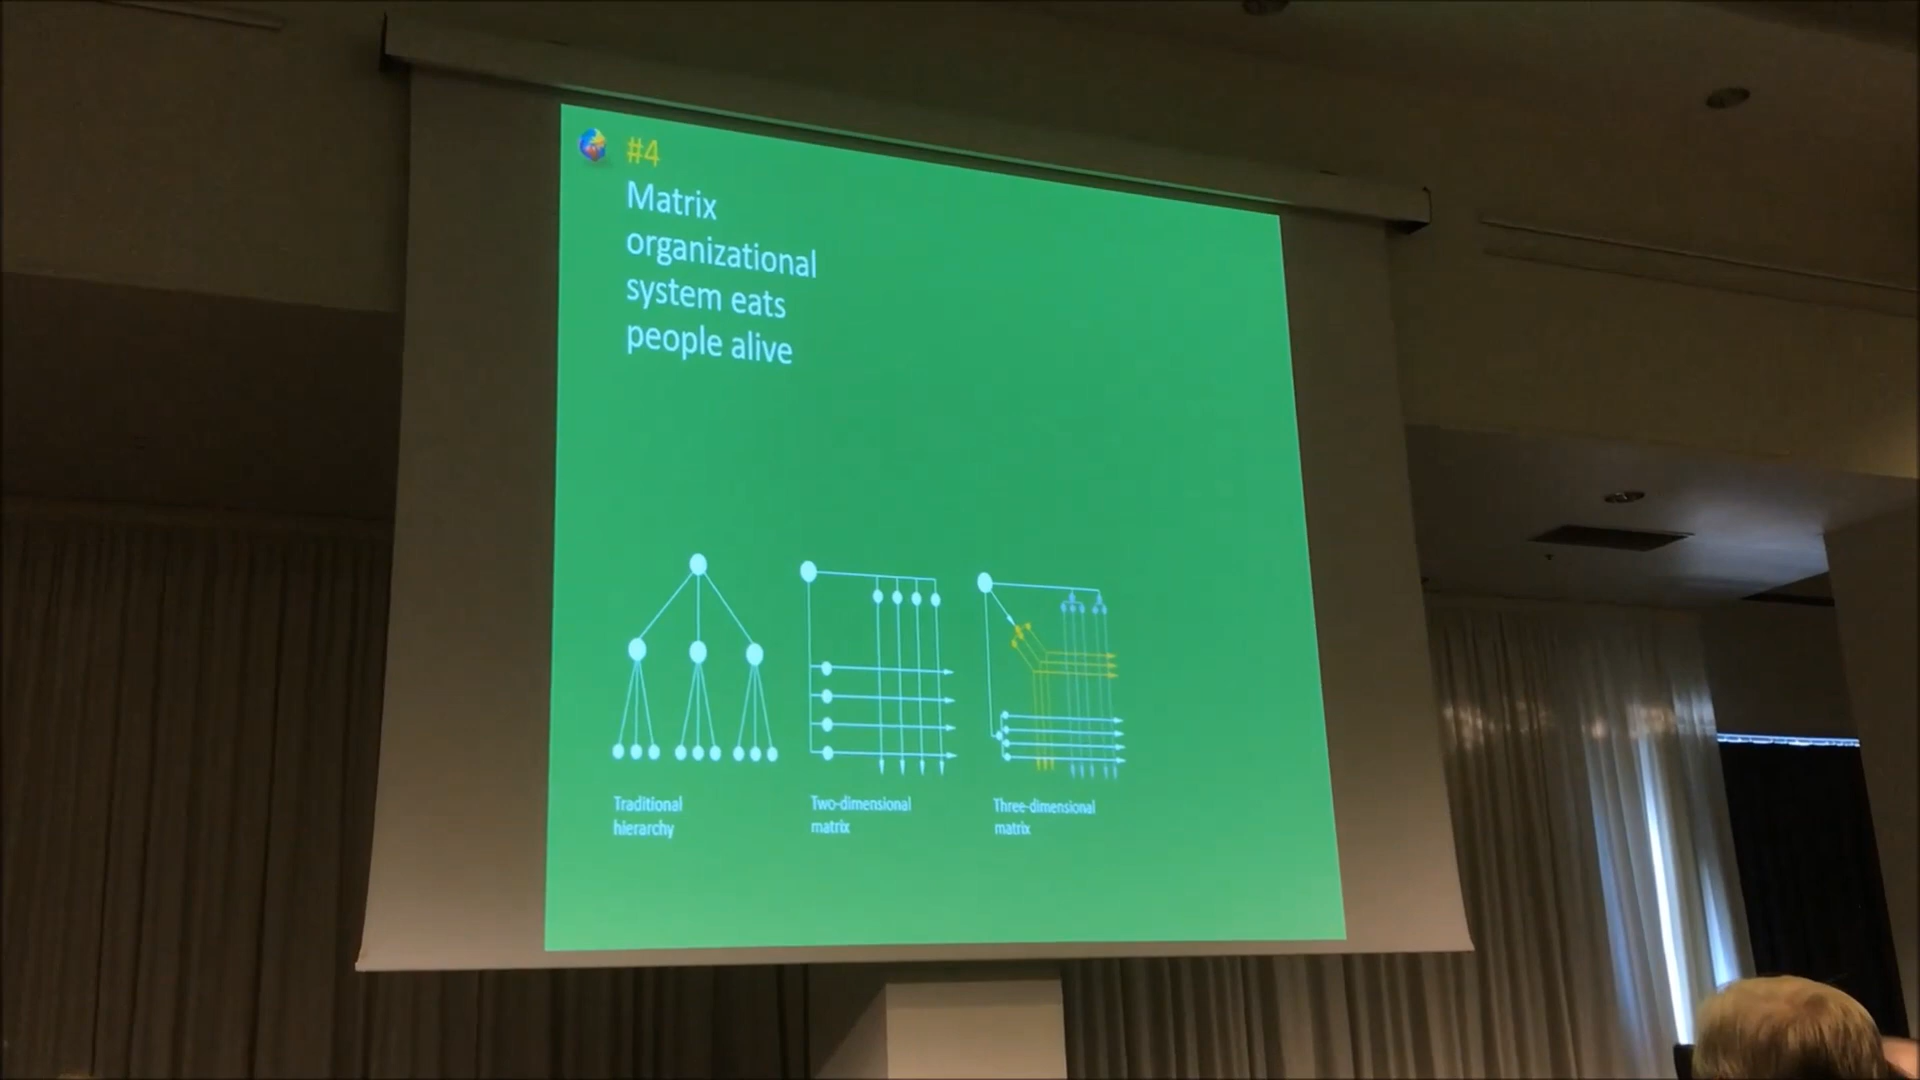 #4
Matrix
organizational
system eats
people alive
Traditional
hierarchy
Two-dimensional
matrix
Three-dimensional
matrix